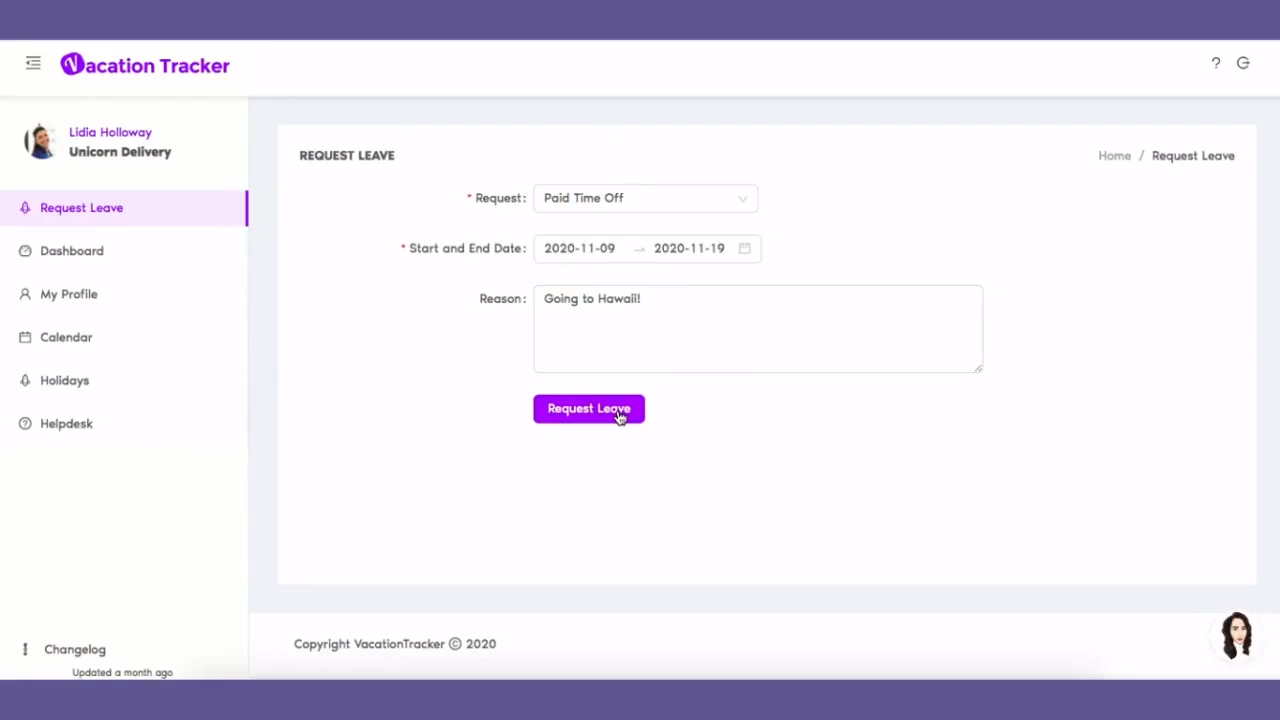 Vacation Tracker
?
Lidia Holloway
Unicorn Delivery
Request Leave
Dashboard
My Profile
Calendar
Holidays
Helpdesk
Changelog
Updated a month ago
REQUEST LEAVE
Home / Request Leave
* Request: Paid Time Off
* Start and End Date: 2020-11-09 → 2020-11-19
Reason: Going to Hawaii!
Request Leave
Copyright VacationTracker © 2020